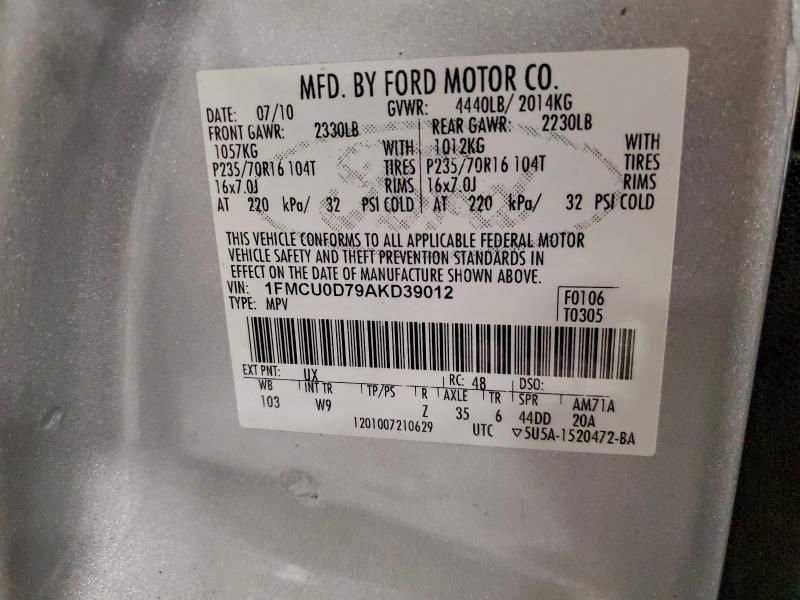 MFD. BY FORD MOTOR CO.
DATE: 07/10 GVWR: 4440LB/ 2014KG
FRONT GAWR: 2330LB REAR GAWR: 2230LB
1057KG WITH 1012KG WITH
P235/70R16 104T TIRES P235/70R16 104T TIRES
16x7.0J RIMS 16x7.0J RIMS
AT 220 kPa/ 32 PSI COLD AT 220 kPa/ 32 PSI COLD
THIS VEHICLE CONFORMS TO ALL APPLICABLE FEDERAL MOTOR
VEHICLE SAFETY AND THEFT PREVENTION STANDARDS IN
EFFECT ON THE DATE OF MANUFACTURE SHOWN ABOVE.
VIN: 1FMCU0D79AKD39012
TYPE: MPV
F0106
T0305
EXT PNT: UX RC: 48 DSO:
WB INT TR TP/PS R AXLE TR SPR AM71A
103 W9 Z 35 6 44DD 20A
1201007210629 UTC ▽5U5A-1520472-BA